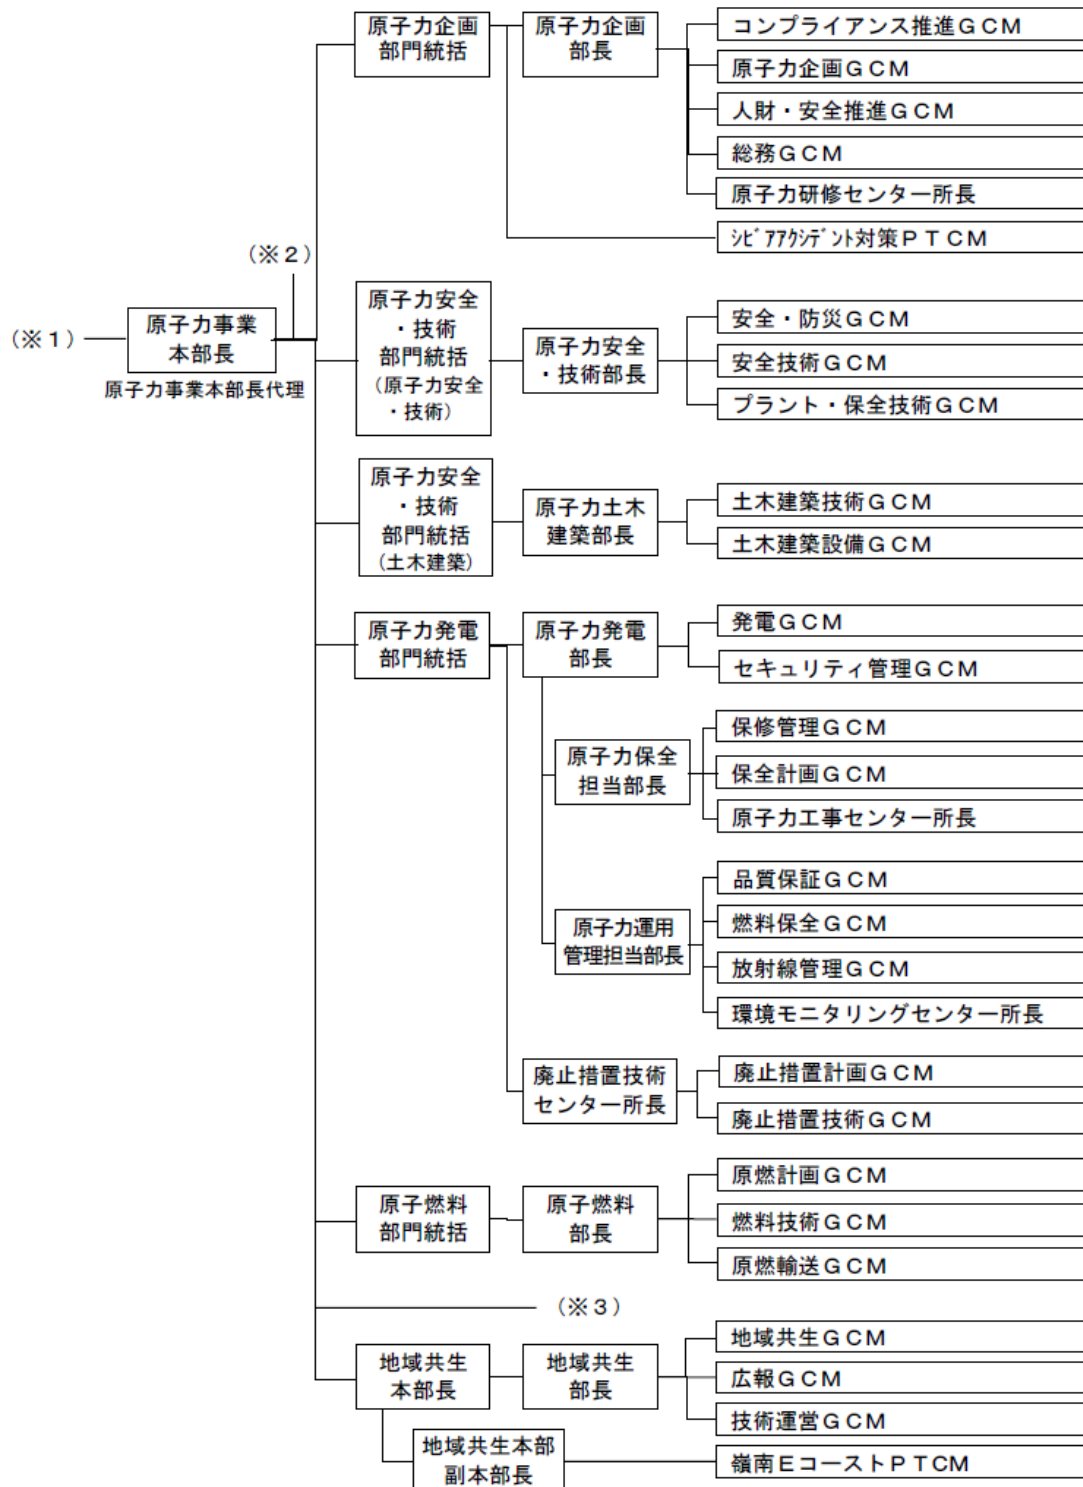 原子力企画
部門統括
原子力企画
部長
コンプライアンス推進ＧＣＭ
原子力企画ＧＣＭ
人財・安全推進ＧＣＭ
総務ＧＣＭ
原子力研修センター所長
ｼﾋﾞｱｱｸｼﾃﾞﾝﾄ対策ＰＴＣＭ
（※２）
（※１）
原子力事業
本部長
原子力事業本部長代理
原子力安全
・技術
部門統括
（原子力安全
・技術）
原子力安全
・技術部長
安全・防災ＧＣＭ
安全技術ＧＣＭ
プラント・保全技術ＧＣＭ
原子力安全
・技術
部門統括
（土木建築）
原子力土木
建築部長
土木建築技術ＧＣＭ
土木建築設備ＧＣＭ
原子力発電
部門統括
原子力発電
部長
発電ＧＣＭ
セキュリティ管理ＧＣＭ
原子力保全
担当部長
保修管理ＧＣＭ
保全計画ＧＣＭ
原子力工事センター所長
原子力運用
管理担当部長
品質保証ＧＣＭ
燃料保全ＧＣＭ
放射線管理ＧＣＭ
環境モニタリングセンター所長
廃止措置技術
センター所長
廃止措置計画ＧＣＭ
廃止措置技術ＧＣＭ
原子燃料
部門統括
原子燃料
部長
原燃計画ＧＣＭ
燃料技術ＧＣＭ
原燃輸送ＧＣＭ
（※３）
地域共生
本部長
地域共生
部長
地域共生ＧＣＭ
広報ＧＣＭ
技術運営ＧＣＭ
地域共生本部
副本部長
嶺南ＥコーストＰＴＣＭ